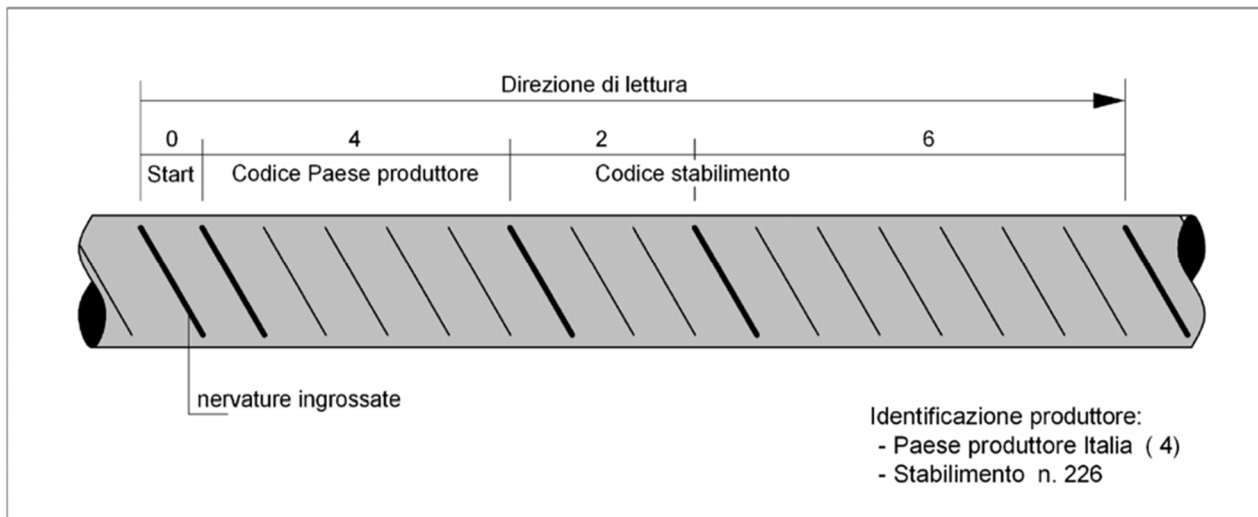 Direzione di lettura
0 4 2 6
Start Codice Paese produttore Codice stabilimento
nervature ingrossate
Identificazione produttore:
- Paese produttore Italia ( 4)
- Stabilimento n. 226